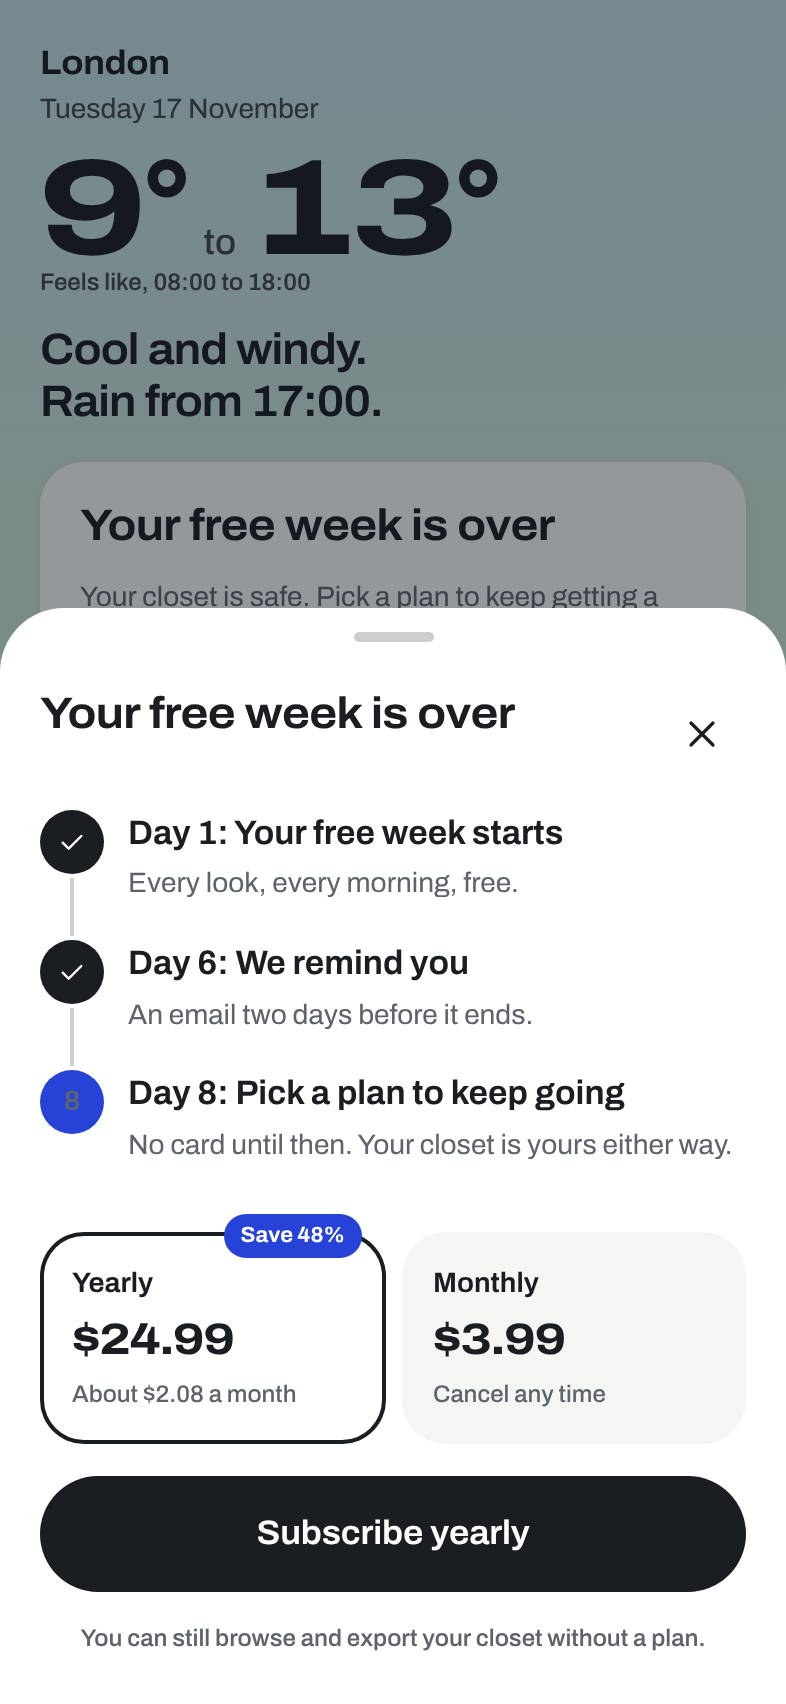 London
Tuesday 17 November
9° to 13°
Feels like, 08:00 to 18:00
Cool and windy.
Rain from 17:00.
Your free week is over
Your closet is safe. Pick a plan to keep getting a
Your free week is over
Day 1: Your free week starts
Every look, every morning, free.
Day 6: We remind you
An email two days before it ends.
8
Day 8: Pick a plan to keep going
No card until then. Your closet is yours either way.
Save 48%
Yearly
$24.99
About $2.08 a month
Monthly
$3.99
Cancel any time
Subscribe yearly
You can still browse and export your closet without a plan.